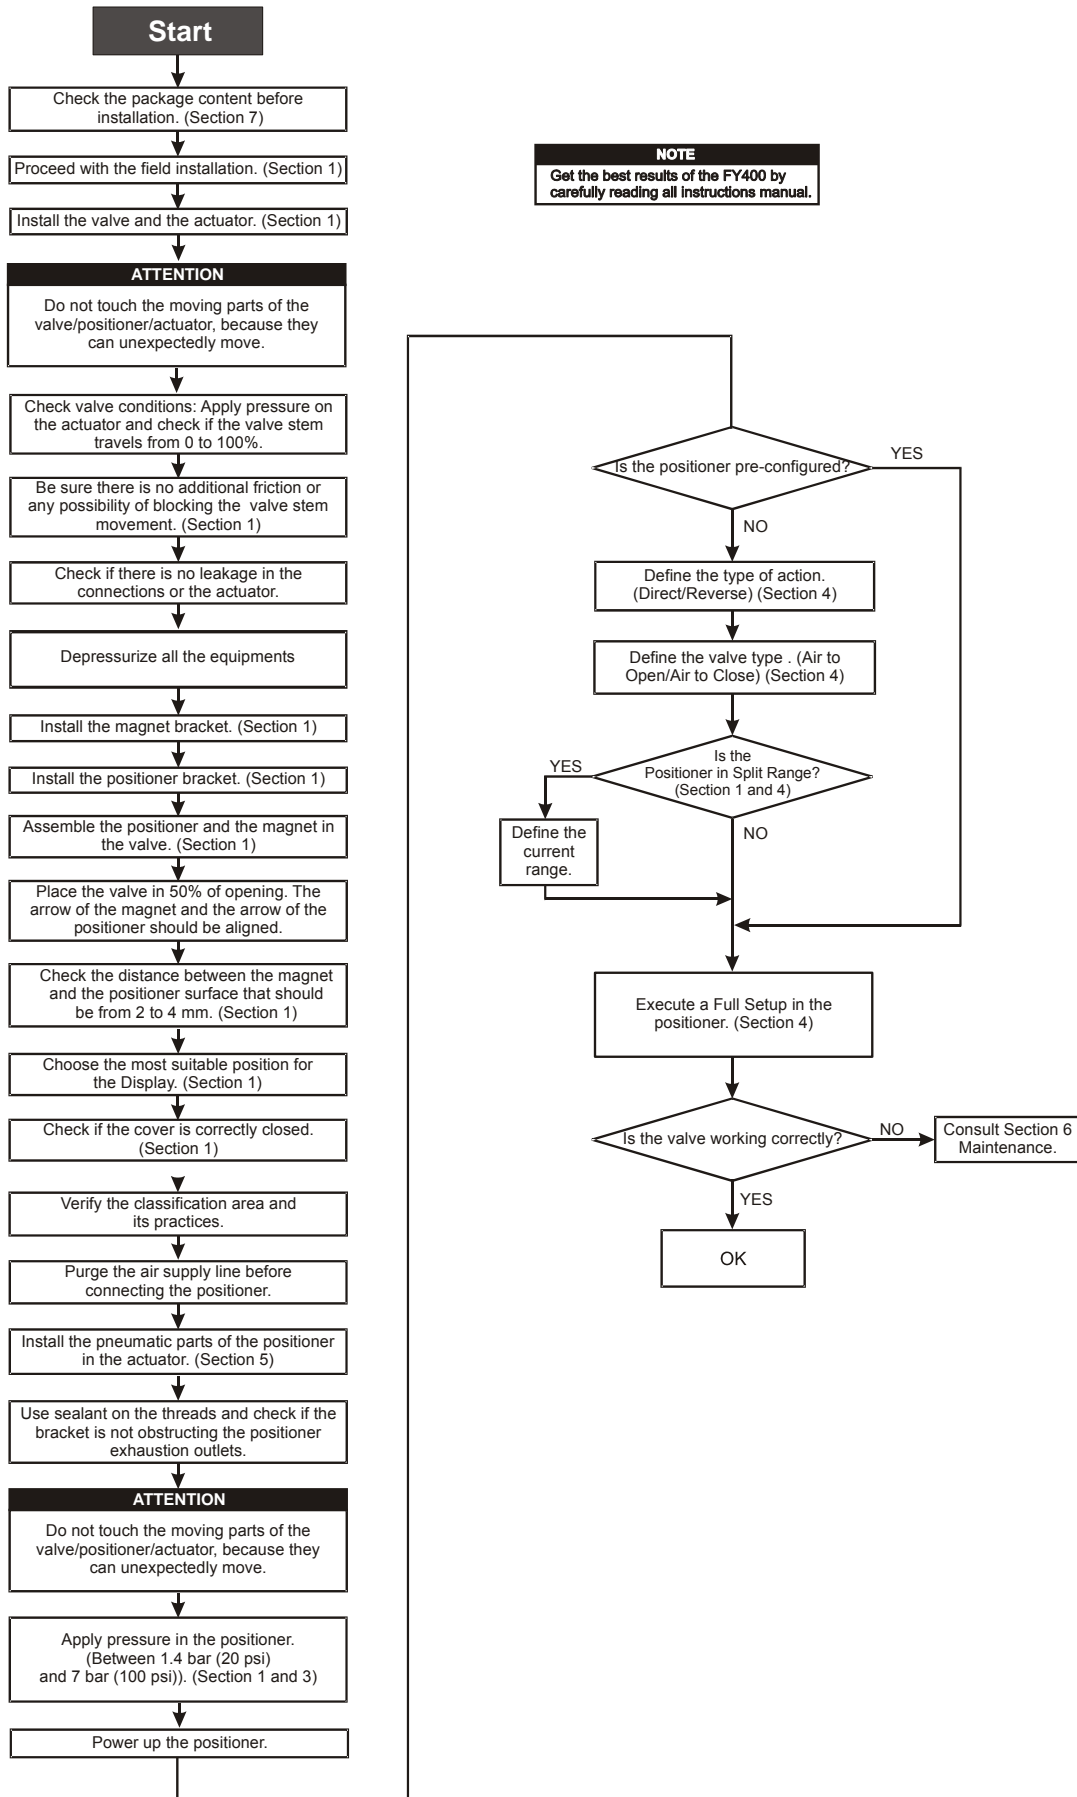 Start
Check the package content before
installation. (Section 7)
Proceed with the field installation. (Section 1)
Install the valve and the actuator. (Section 1)
ATTENTION
Do not touch the moving parts of the
valve/positioner/actuator, because they
can unexpectedly move.
Check valve conditions: Apply pressure on
the actuator and check if the valve stem
travels from 0 to 100%.
Be sure there is no additional friction or
any possibility of blocking the valve stem
movement. (Section 1)
Check if there is no leakage in the
connections or the actuator.
Depressurize all the equipments
Install the magnet bracket. (Section 1)
Install the positioner bracket. (Section 1)
Assemble the positioner and the magnet in
the valve. (Section 1)
Place the valve in 50% of opening. The
arrow of the magnet and the arrow of the
positioner should be aligned.
Check the distance between the magnet
and the positioner surface that should
be from 2 to 4 mm. (Section 1)
Choose the most suitable position for
the Display. (Section 1)
Check if the cover is correctly closed.
(Section 1)
Verify the classification area and
its practices.
Purge the air supply line before
connecting the positioner.
Install the pneumatic parts of the positioner
in the actuator. (Section 5)
Use sealant on the threads and check if the
bracket is not obstructing the positioner
exhaustion outlets.
ATTENTION
Do not touch the moving parts of the
valve/positioner/actuator, because they
can unexpectedly move.
Apply pressure in the positioner.
(Between 1.4 bar (20 psi)
and 7 bar (100 psi)). (Section 1 and 3)
Power up the positioner.
NOTE
Get the best results of the FY400 by
carefully reading all instructions manual.
Is the positioner pre-configured?
YES
NO
Define the type of action.
(Direct/Reverse) (Section 4)
Define the valve type . (Air to
Open/Air to Close) (Section 4)
Is the
Positioner in Split Range?
(Section 1 and 4)
YES
NO
Define the
current
range.
Execute a Full Setup in the
positioner. (Section 4)
Is the valve working correctly?
NO
Consult Section 6
Maintenance.
YES
OK